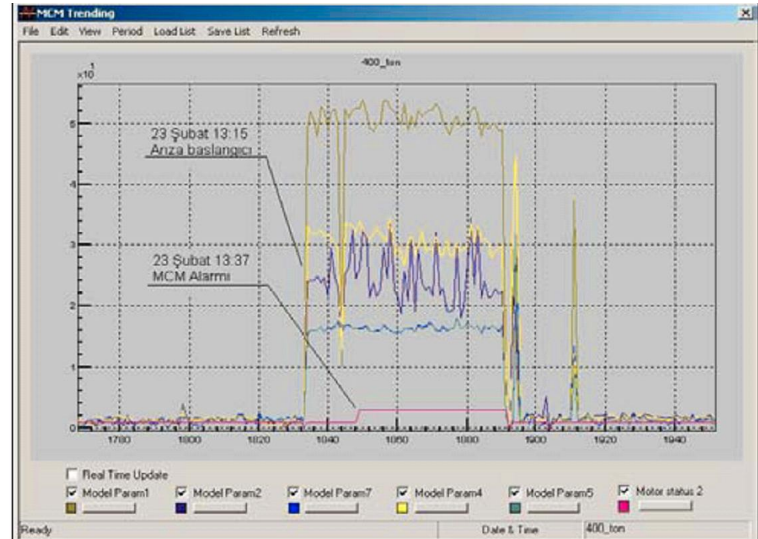 MCM Trending
File Edit View Period Load List Save List Refresh
400_ton
x10 1
5
4
3
2
1
0
23 Şubat 13:15
Arıza baslangıcı
23 Şubat 13:37
MCM Alarmı
1780 1800 1820 1840 1860 1880 1900 1920 1940
Real Time Update
Model Param1 Model Param2 Model Param7 Model Param4 Model Param5 Motor status 2
Ready Date & Time 400_ton